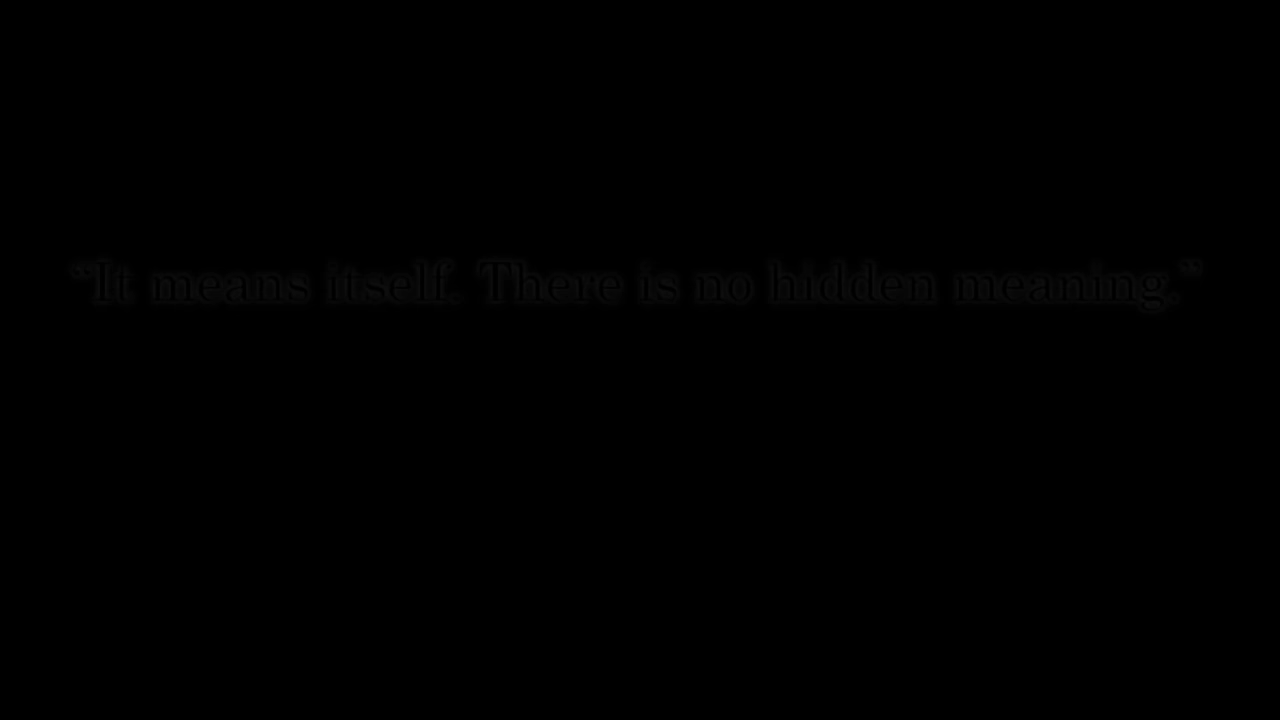 “It means itself. There is no hidden meaning.”